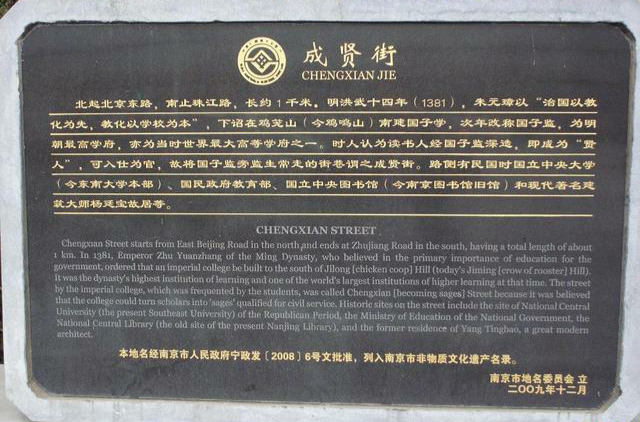 成贤街
CHENGXIAN JIE
北起北京东路，南止珠江路，长约1千米。明洪武十四年（1381），朱元璋以“治国以教
化为先，教化以学校为本”，下诏在鸡笼山（今鸡鸣山）南建国子学，次年改称国子监，为明
朝最高学府，亦为当时世界最大高等学府之一。时人认为读书人经国子监深造，即成为“贤
人”，可入仕为官，故将国子监旁监生常走的街巷谓之成贤街。路侧有民国时国立中央大学
（今东南大学本部）、国民政府教育部、国立中央图书馆（今南京图书馆旧馆）和现代著名建
筑大师杨廷宝故居等。
CHENGXIAN STREET
Chengxuan Street starts from East Beijing Road in the north,and ends at Zhujiang Road in the south, having a total length of about
1 km. In 1381, Emperor Zhu Yuanzhang of the Ming Dynasty, who believed in the primary importance of education for the
government, ordered that an imperial college be built to the south of Jilong [chicken coop] Hill (today's Jiming [crow of rooster] Hill).
It was the dynasty's highest institution of learning and one of the world's largest institutions of higher learning at that time. The street
by the imperial college, which was frequented by the students, was called Chengxian [becoming sages] Street because it was believed
that the college could turn scholars into 'sages' qualified for civil service. Historic sites on the street include the site of National Central
University (the present Southeast University) of the Republican Period, the Ministry of Education of the National Government, the
National Central Library (the old site of the present Nanjing Library), and the former residence of Yang Tingbao, a great modern
architect.
本地名经南京市人民政府宁政发〔2008〕6号文批准，列入南京市非物质文化遗产名录。
南京市地名委员会 立
二〇〇九年十二月